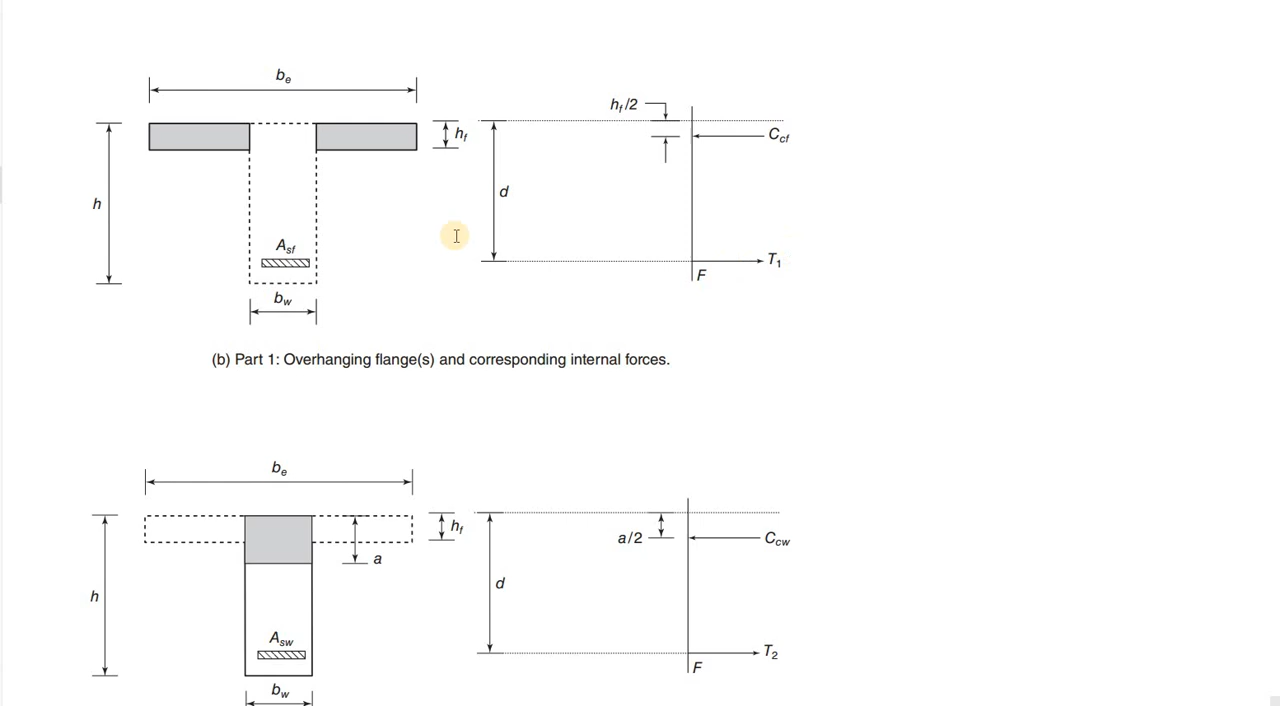 b_e
h_f/2
C_cf
h_f
d
h
A_sf
T_1
F
b_w
(b) Part 1: Overhanging flange(s) and corresponding internal forces.
b_e
h_f
a/2
C_cw
a
d
h
A_sw
T_2
F
b_w